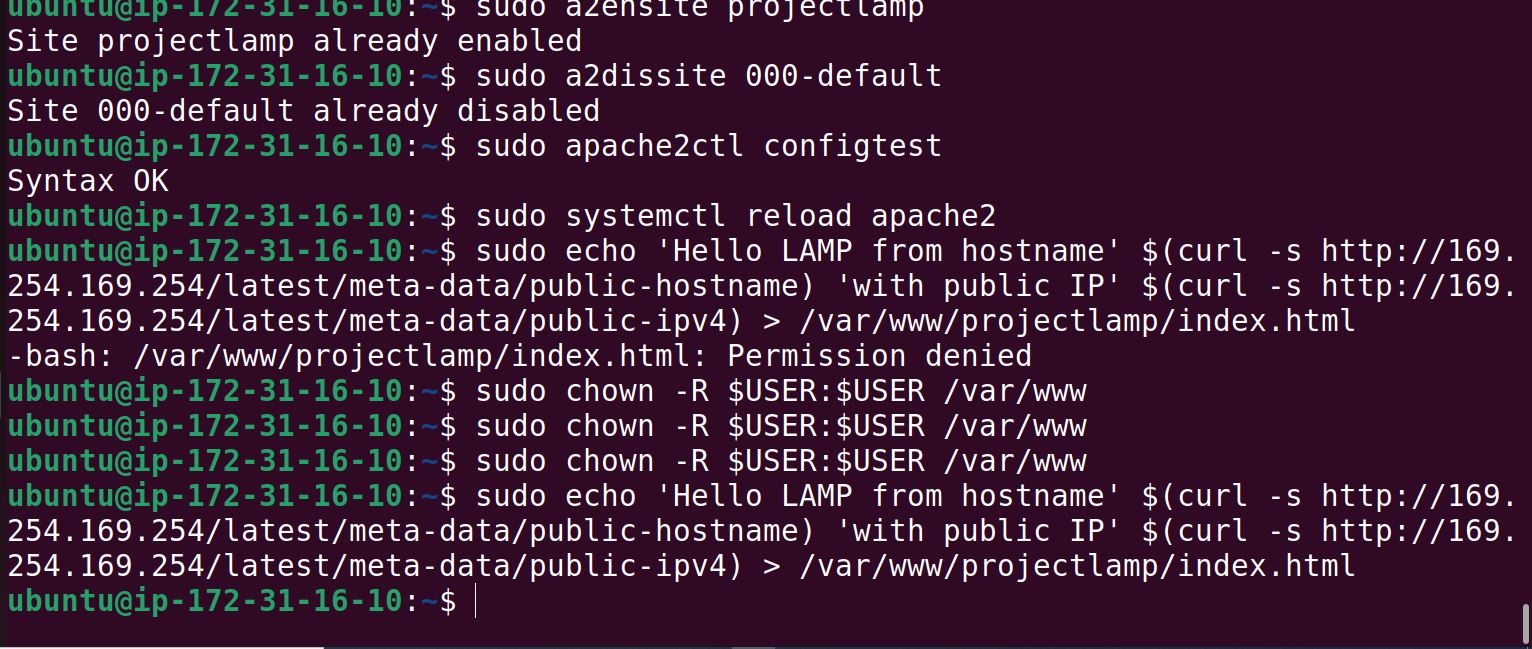 ubuntu@ip-172-31-16-10:~$ sudo a2ensite projectlamp
Site projectlamp already enabled
ubuntu@ip-172-31-16-10:~$ sudo a2dissite 000-default
Site 000-default already disabled
ubuntu@ip-172-31-16-10:~$ sudo apache2ctl configtest
Syntax OK
ubuntu@ip-172-31-16-10:~$ sudo systemctl reload apache2
ubuntu@ip-172-31-16-10:~$ sudo echo 'Hello LAMP from hostname' $(curl -s http://169.
254.169.254/latest/meta-data/public-hostname) 'with public IP' $(curl -s http://169.
254.169.254/latest/meta-data/public-ipv4) > /var/www/projectlamp/index.html
-bash: /var/www/projectlamp/index.html: Permission denied
ubuntu@ip-172-31-16-10:~$ sudo chown -R $USER:$USER /var/www
ubuntu@ip-172-31-16-10:~$ sudo chown -R $USER:$USER /var/www
ubuntu@ip-172-31-16-10:~$ sudo chown -R $USER:$USER /var/www
ubuntu@ip-172-31-16-10:~$ sudo echo 'Hello LAMP from hostname' $(curl -s http://169.
254.169.254/latest/meta-data/public-hostname) 'with public IP' $(curl -s http://169.
254.169.254/latest/meta-data/public-ipv4) > /var/www/projectlamp/index.html
ubuntu@ip-172-31-16-10:~$